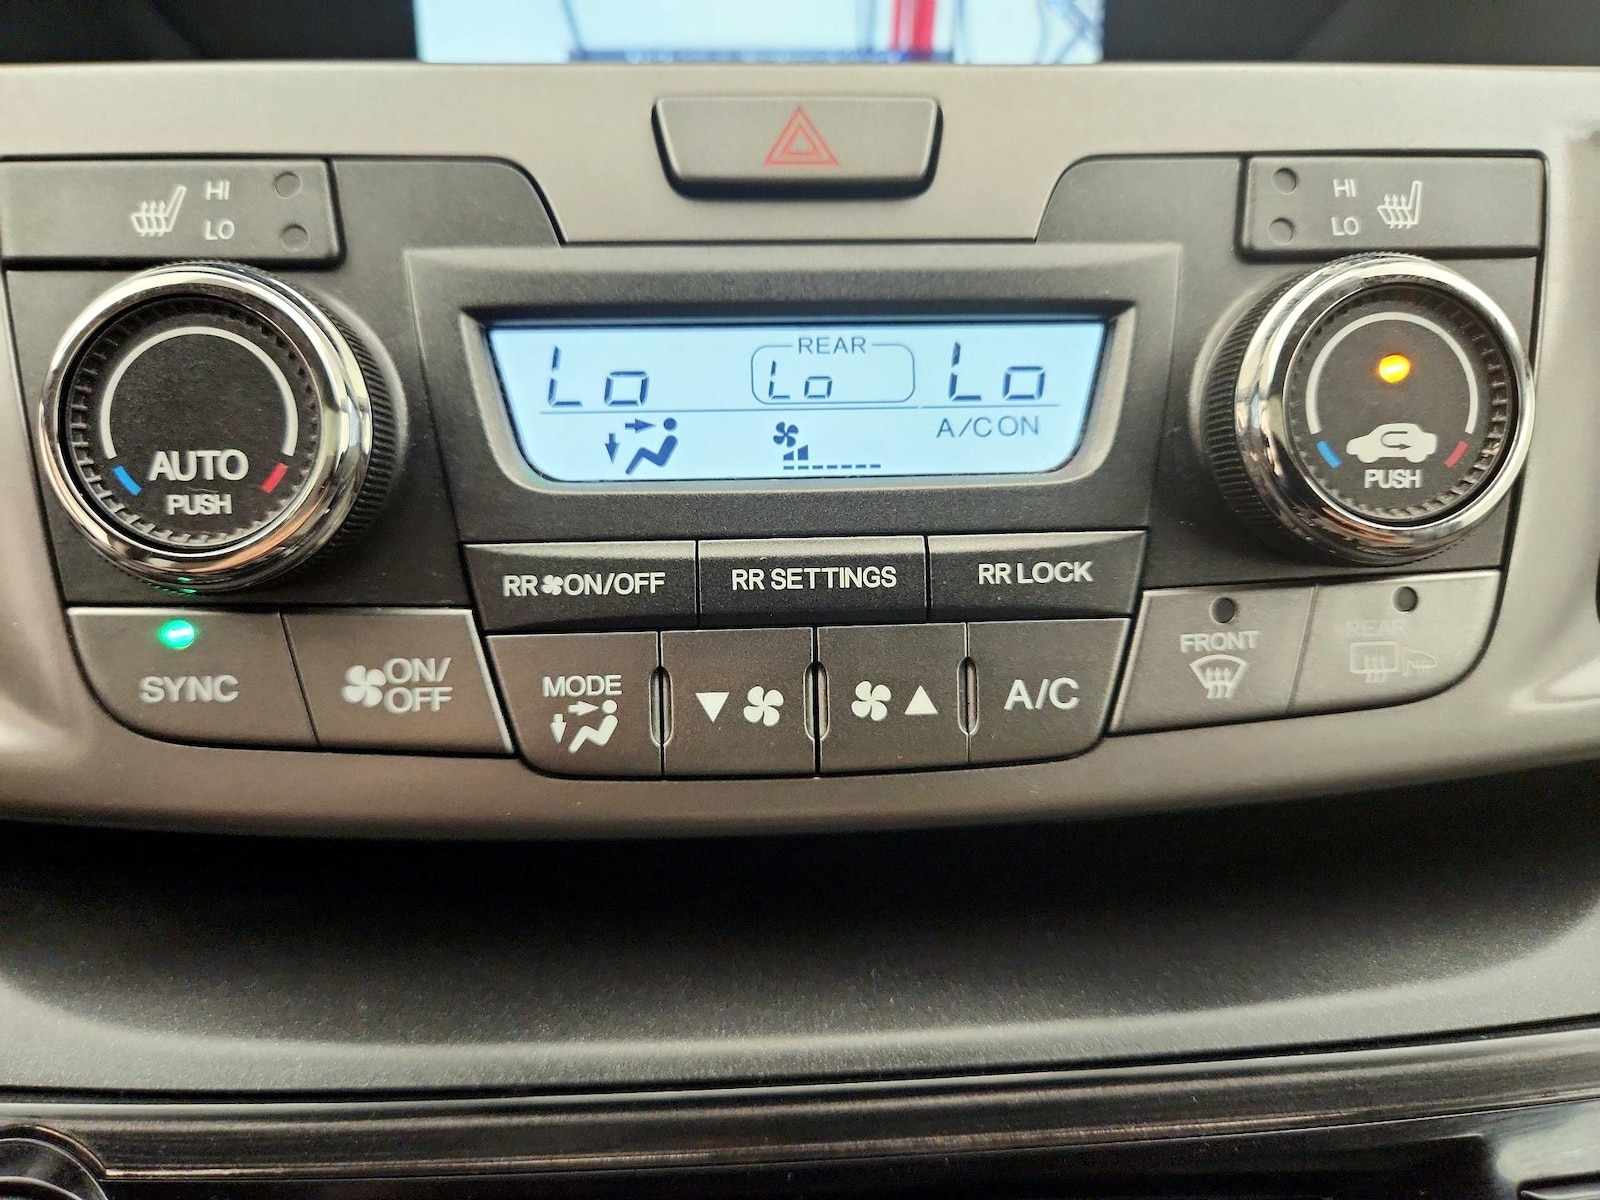 HI
LO
HI
LO
AUTO
PUSH
Lo
REAR
Lo
Lo
A/C ON
PUSH
RR ON/OFF
RR SETTINGS
RR LOCK
SYNC
ON/
OFF
MODE
A/C
FRONT
REAR